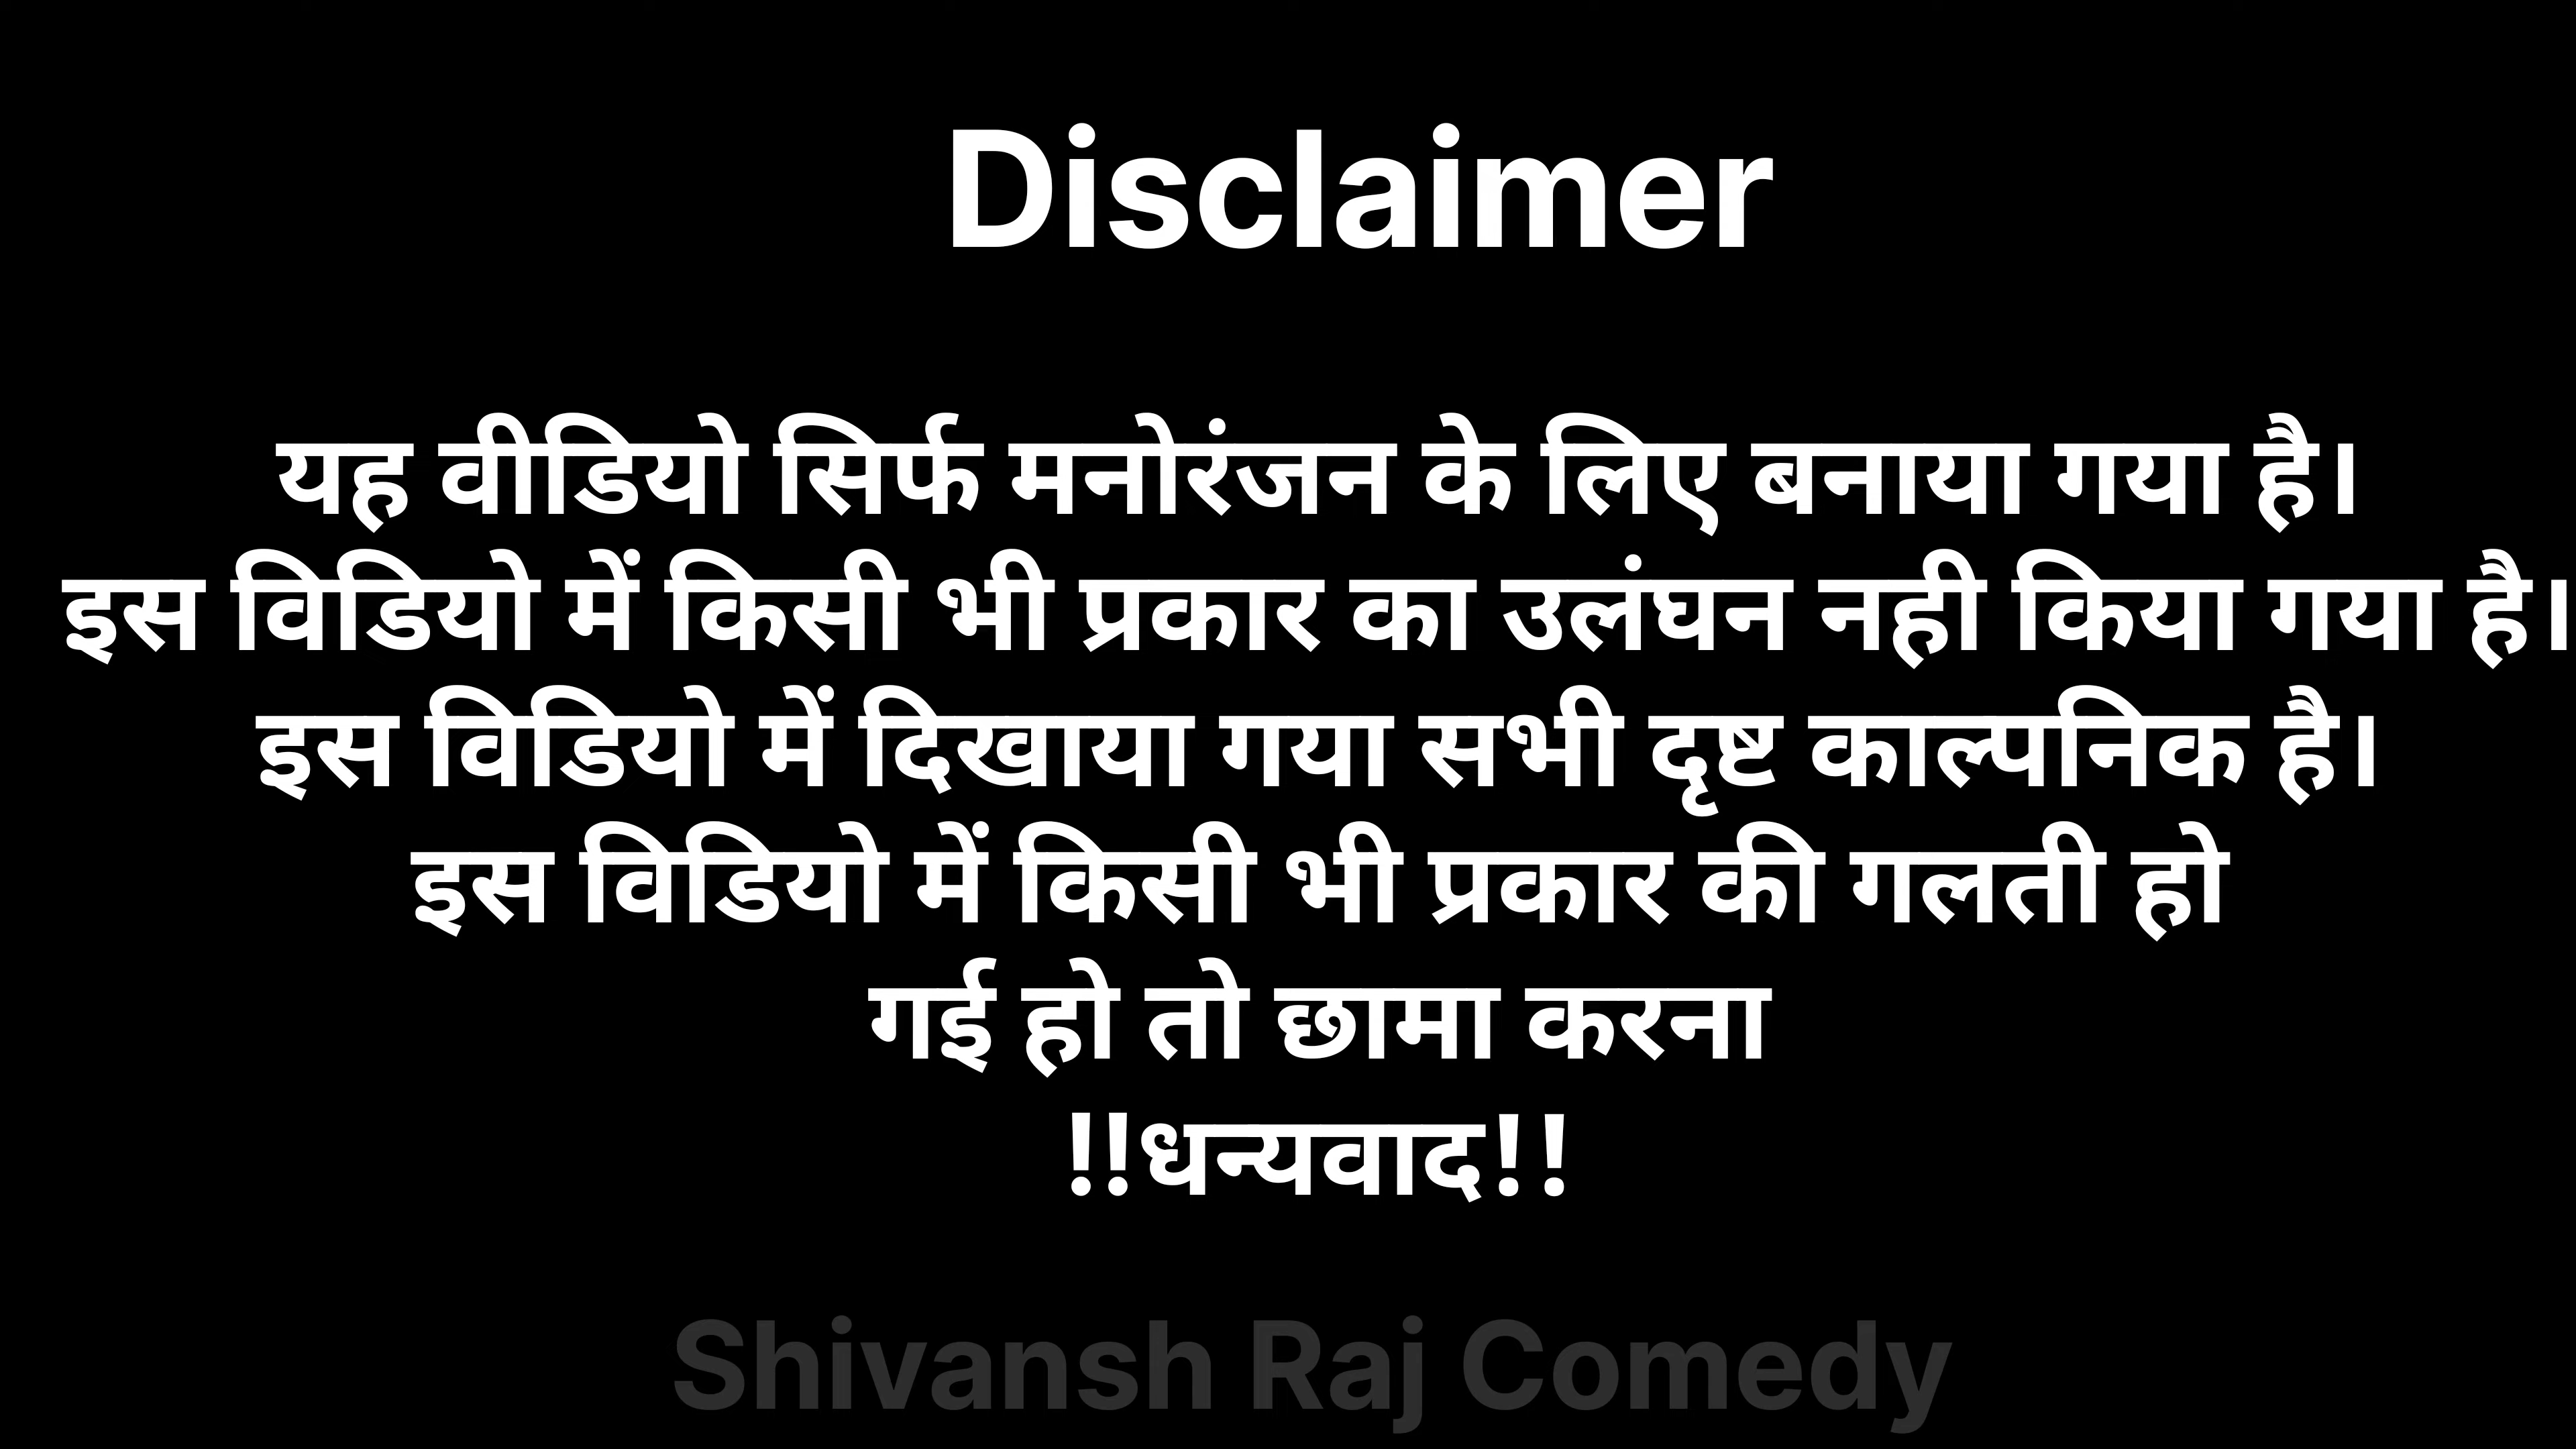 Disclaimer
यह वीडियो सिर्फ मनोरंजन के लिए बनाया गया है।
इस विडियो में किसी भी प्रकार का उलंघन नही किया गया है।
इस विडियो में दिखाया गया सभी दृष्ट काल्पनिक है।
इस विडियो में किसी भी प्रकार की गलती हो
गई हो तो छामा करना
!!धन्यवाद!!
Shivansh Raj Comedy